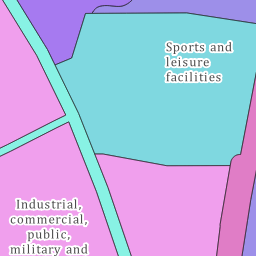 Sports and
leisure
facilities
Industrial,
commercial,
public,
military and